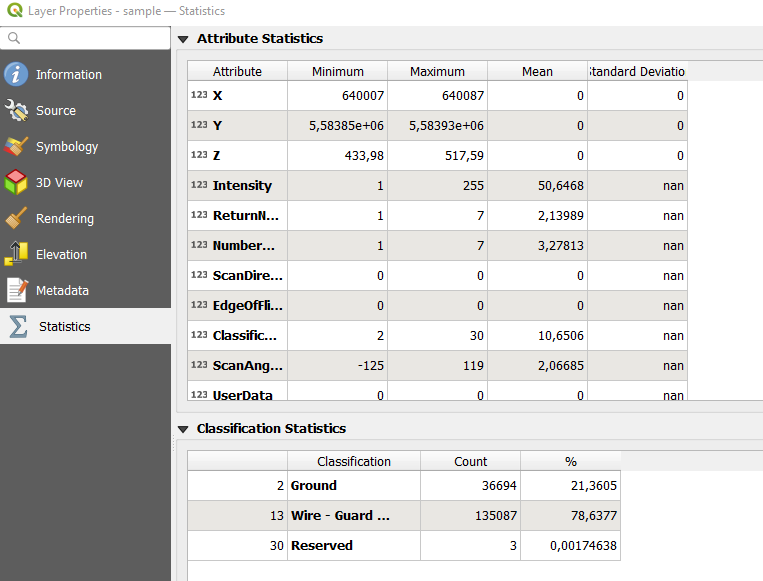 Layer Properties - sample — Statistics
Information
Source
Symbology
3D View
Rendering
Elevation
Metadata
Statistics
Attribute Statistics
Attribute Minimum Maximum Mean Standard Deviatio
123 X 640007 640087 0 0
123 Y 5,58385e+06 5,58393e+06 0 0
123 Z 433,98 517,59 0 0
123 Intensity 1 255 50,6468 nan
123 ReturnN... 1 7 2,13989 nan
123 Number... 1 7 3,27813 nan
123 ScanDire... 0 0 0 nan
123 EdgeOfFli... 0 0 0 nan
123 Classific... 2 30 10,6506 nan
123 ScanAng... -125 119 2,06685 nan
123 UserData 0 0 0 nan
Classification Statistics
Classification Count %
2 Ground 36694 21,3605
13 Wire - Guard ... 135087 78,6377
30 Reserved 3 0,00174638